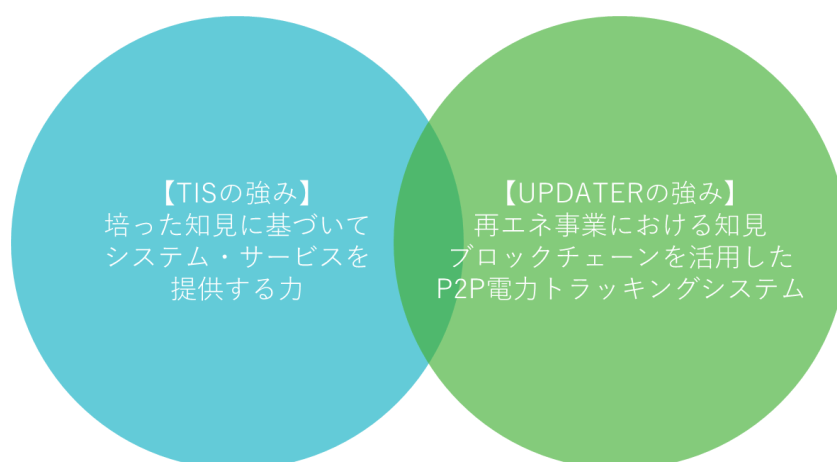 【TISの強み】
培った知見に基づいて
システム・サービスを
提供する力
【UPDATERの強み】
再エネ事業における知見
ブロックチェーンを活用した
P2P電力トラッキングシステム